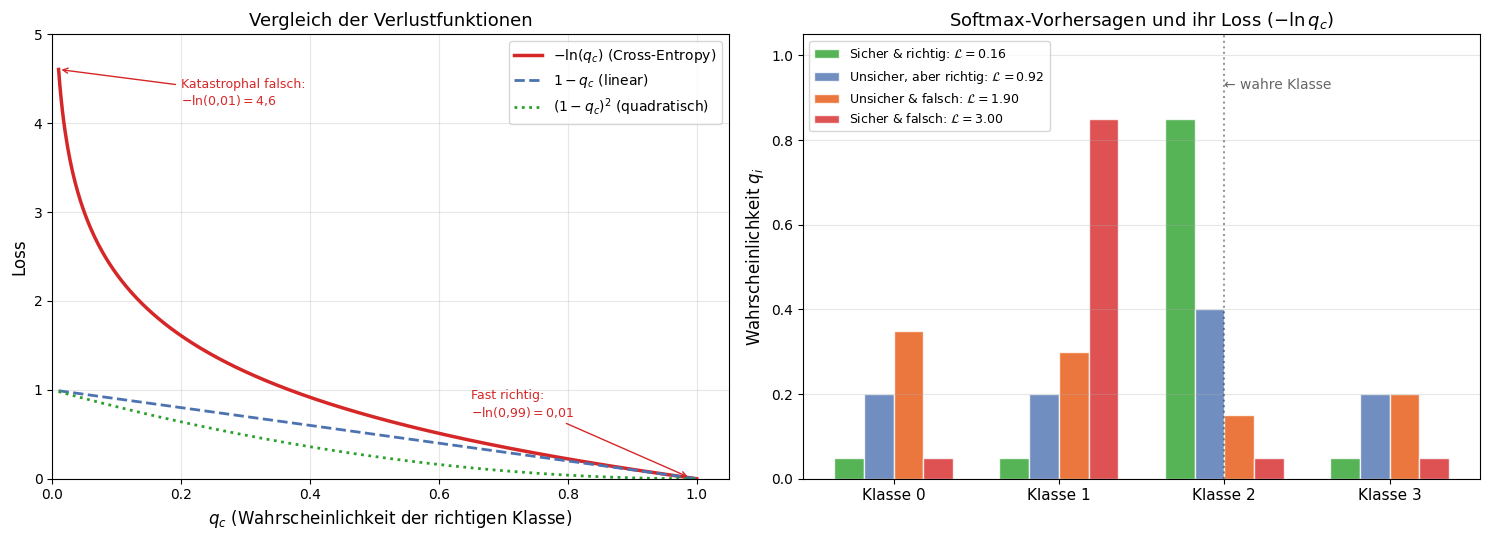 Vergleich der Verlustfunktionen
5
4
3
2
1
0
Loss
Katastrophal falsch:
−ln(0,01) = 4,6
−ln(q_c) (Cross-Entropy)
1 − q_c (linear)
(1 − q_c)² (quadratisch)
Fast richtig:
−ln(0,99) = 0,01
0.0 0.2 0.4 0.6 0.8 1.0
q_c (Wahrscheinlichkeit der richtigen Klasse)
Softmax-Vorhersagen und ihr Loss (−ln q_c)
1.0
0.8
0.6
0.4
0.2
0.0
Wahrscheinlichkeit q_i
Sicher & richtig: ℒ = 0.16
Unsicher, aber richtig: ℒ = 0.92
Unsicher & falsch: ℒ = 1.90
Sicher & falsch: ℒ = 3.00
← wahre Klasse
Klasse 0 Klasse 1 Klasse 2 Klasse 3